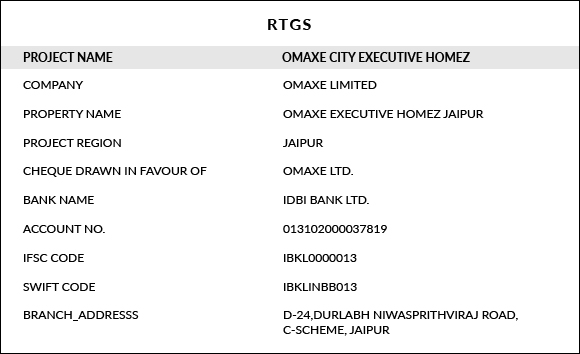 RTGS
PROJECT NAME OMAXE CITY EXECUTIVE HOMEZ
COMPANY OMAXE LIMITED
PROPERTY NAME OMAXE EXECUTIVE HOMEZ JAIPUR
PROJECT REGION JAIPUR
CHEQUE DRAWN IN FAVOUR OF OMAXE LTD.
BANK NAME IDBI BANK LTD.
ACCOUNT NO. 013102000037819
IFSC CODE IBKL0000013
SWIFT CODE IBKLINBB013
BRANCH_ADDRESSS D-24,DURLABH NIWASPRITHVIRAJ ROAD,
C-SCHEME, JAIPUR